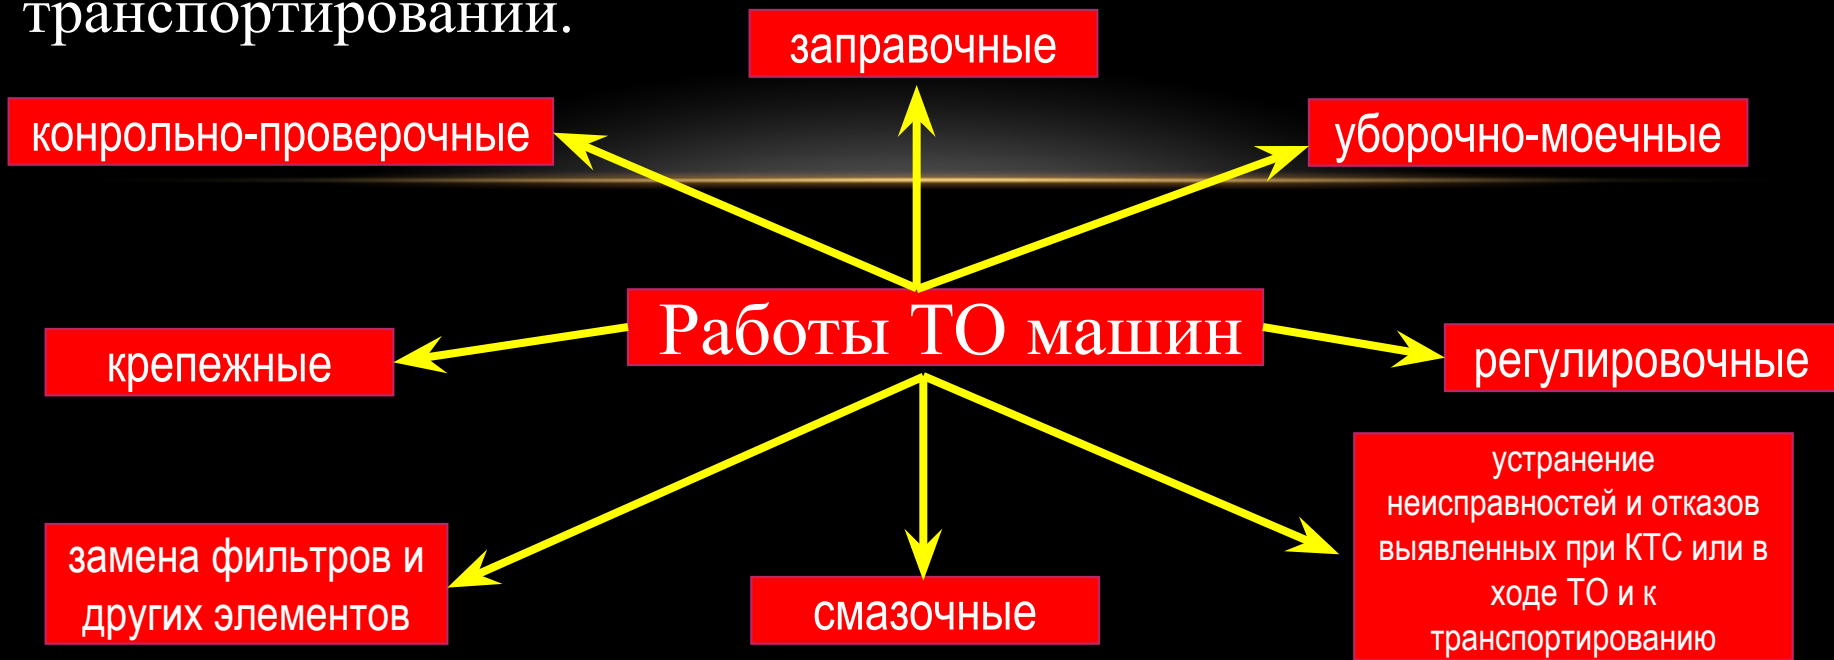 транспортировании.
заправочные
конрольно-проверочные
уборочно-моечные
Работы ТО машин
крепежные
регулировочные
замена фильтров и
других элементов
смазочные
устранение
неисправностей и отказов
выявленных при КТС или в
ходе ТО и к
транспортированию